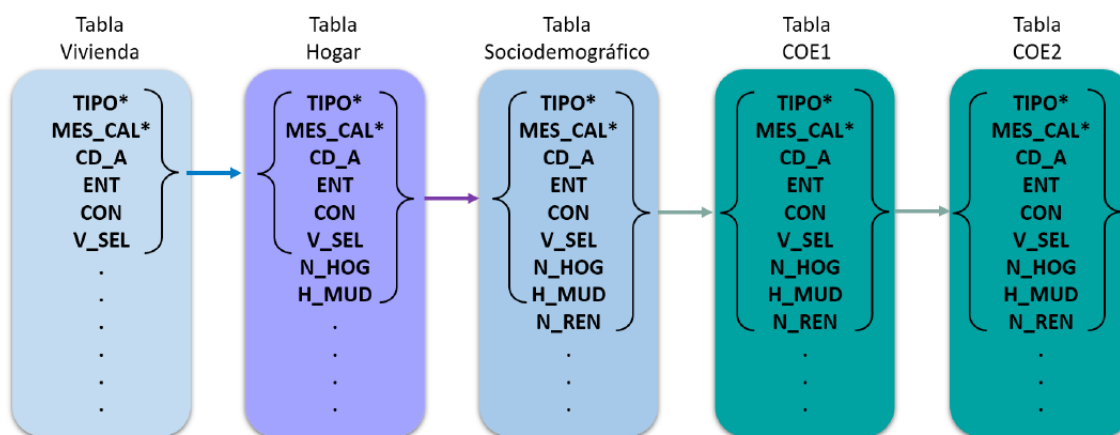 Tabla
Vivienda
TIPO*
MES_CAL*
CD_A
ENT
CON
V_SEL
.
.
.
.
.
.
Tabla
Hogar
TIPO*
MES_CAL*
CD_A
ENT
CON
V_SEL
N_HOG
H_MUD
.
.
.
.
Tabla
Sociodemográfico
TIPO*
MES_CAL*
CD_A
ENT
CON
V_SEL
N_HOG
H_MUD
N_REN
.
.
.
Tabla
COE1
TIPO*
MES_CAL*
CD_A
ENT
CON
V_SEL
N_HOG
H_MUD
N_REN
.
.
.
Tabla
COE2
TIPO*
MES_CAL*
CD_A
ENT
CON
V_SEL
N_HOG
H_MUD
N_REN
.
.
.